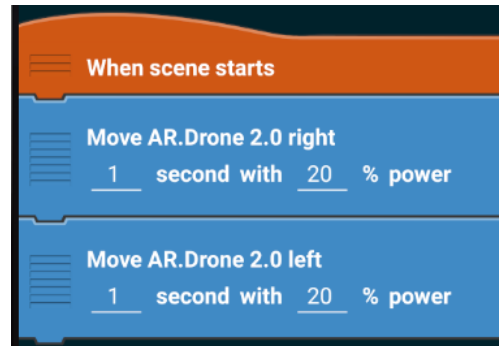 When scene starts
Move AR.Drone 2.0 right
1 second with 20 % power
Move AR.Drone 2.0 left
1 second with 20 % power